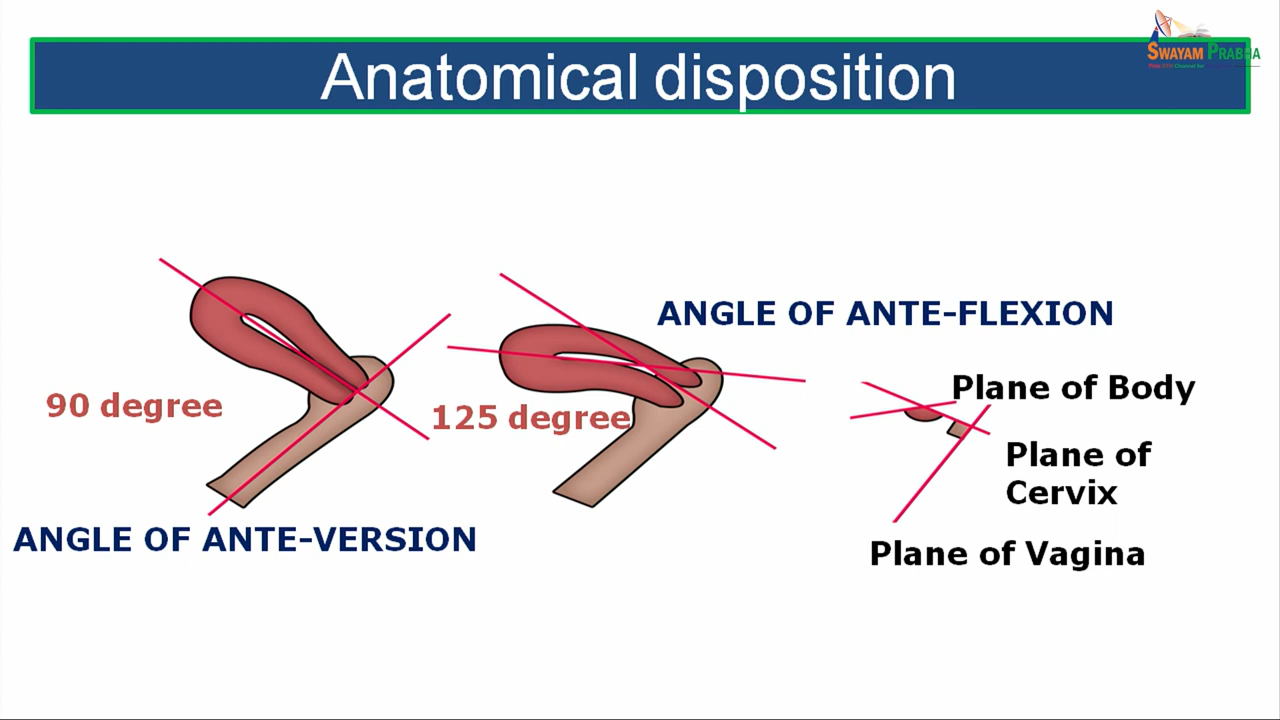 SWAYAM PRABHA
Anatomical disposition
ANGLE OF ANTE-FLEXION
Plane of Body
90 degree
125 degree
Plane of
Cervix
ANGLE OF ANTE-VERSION
Plane of Vagina